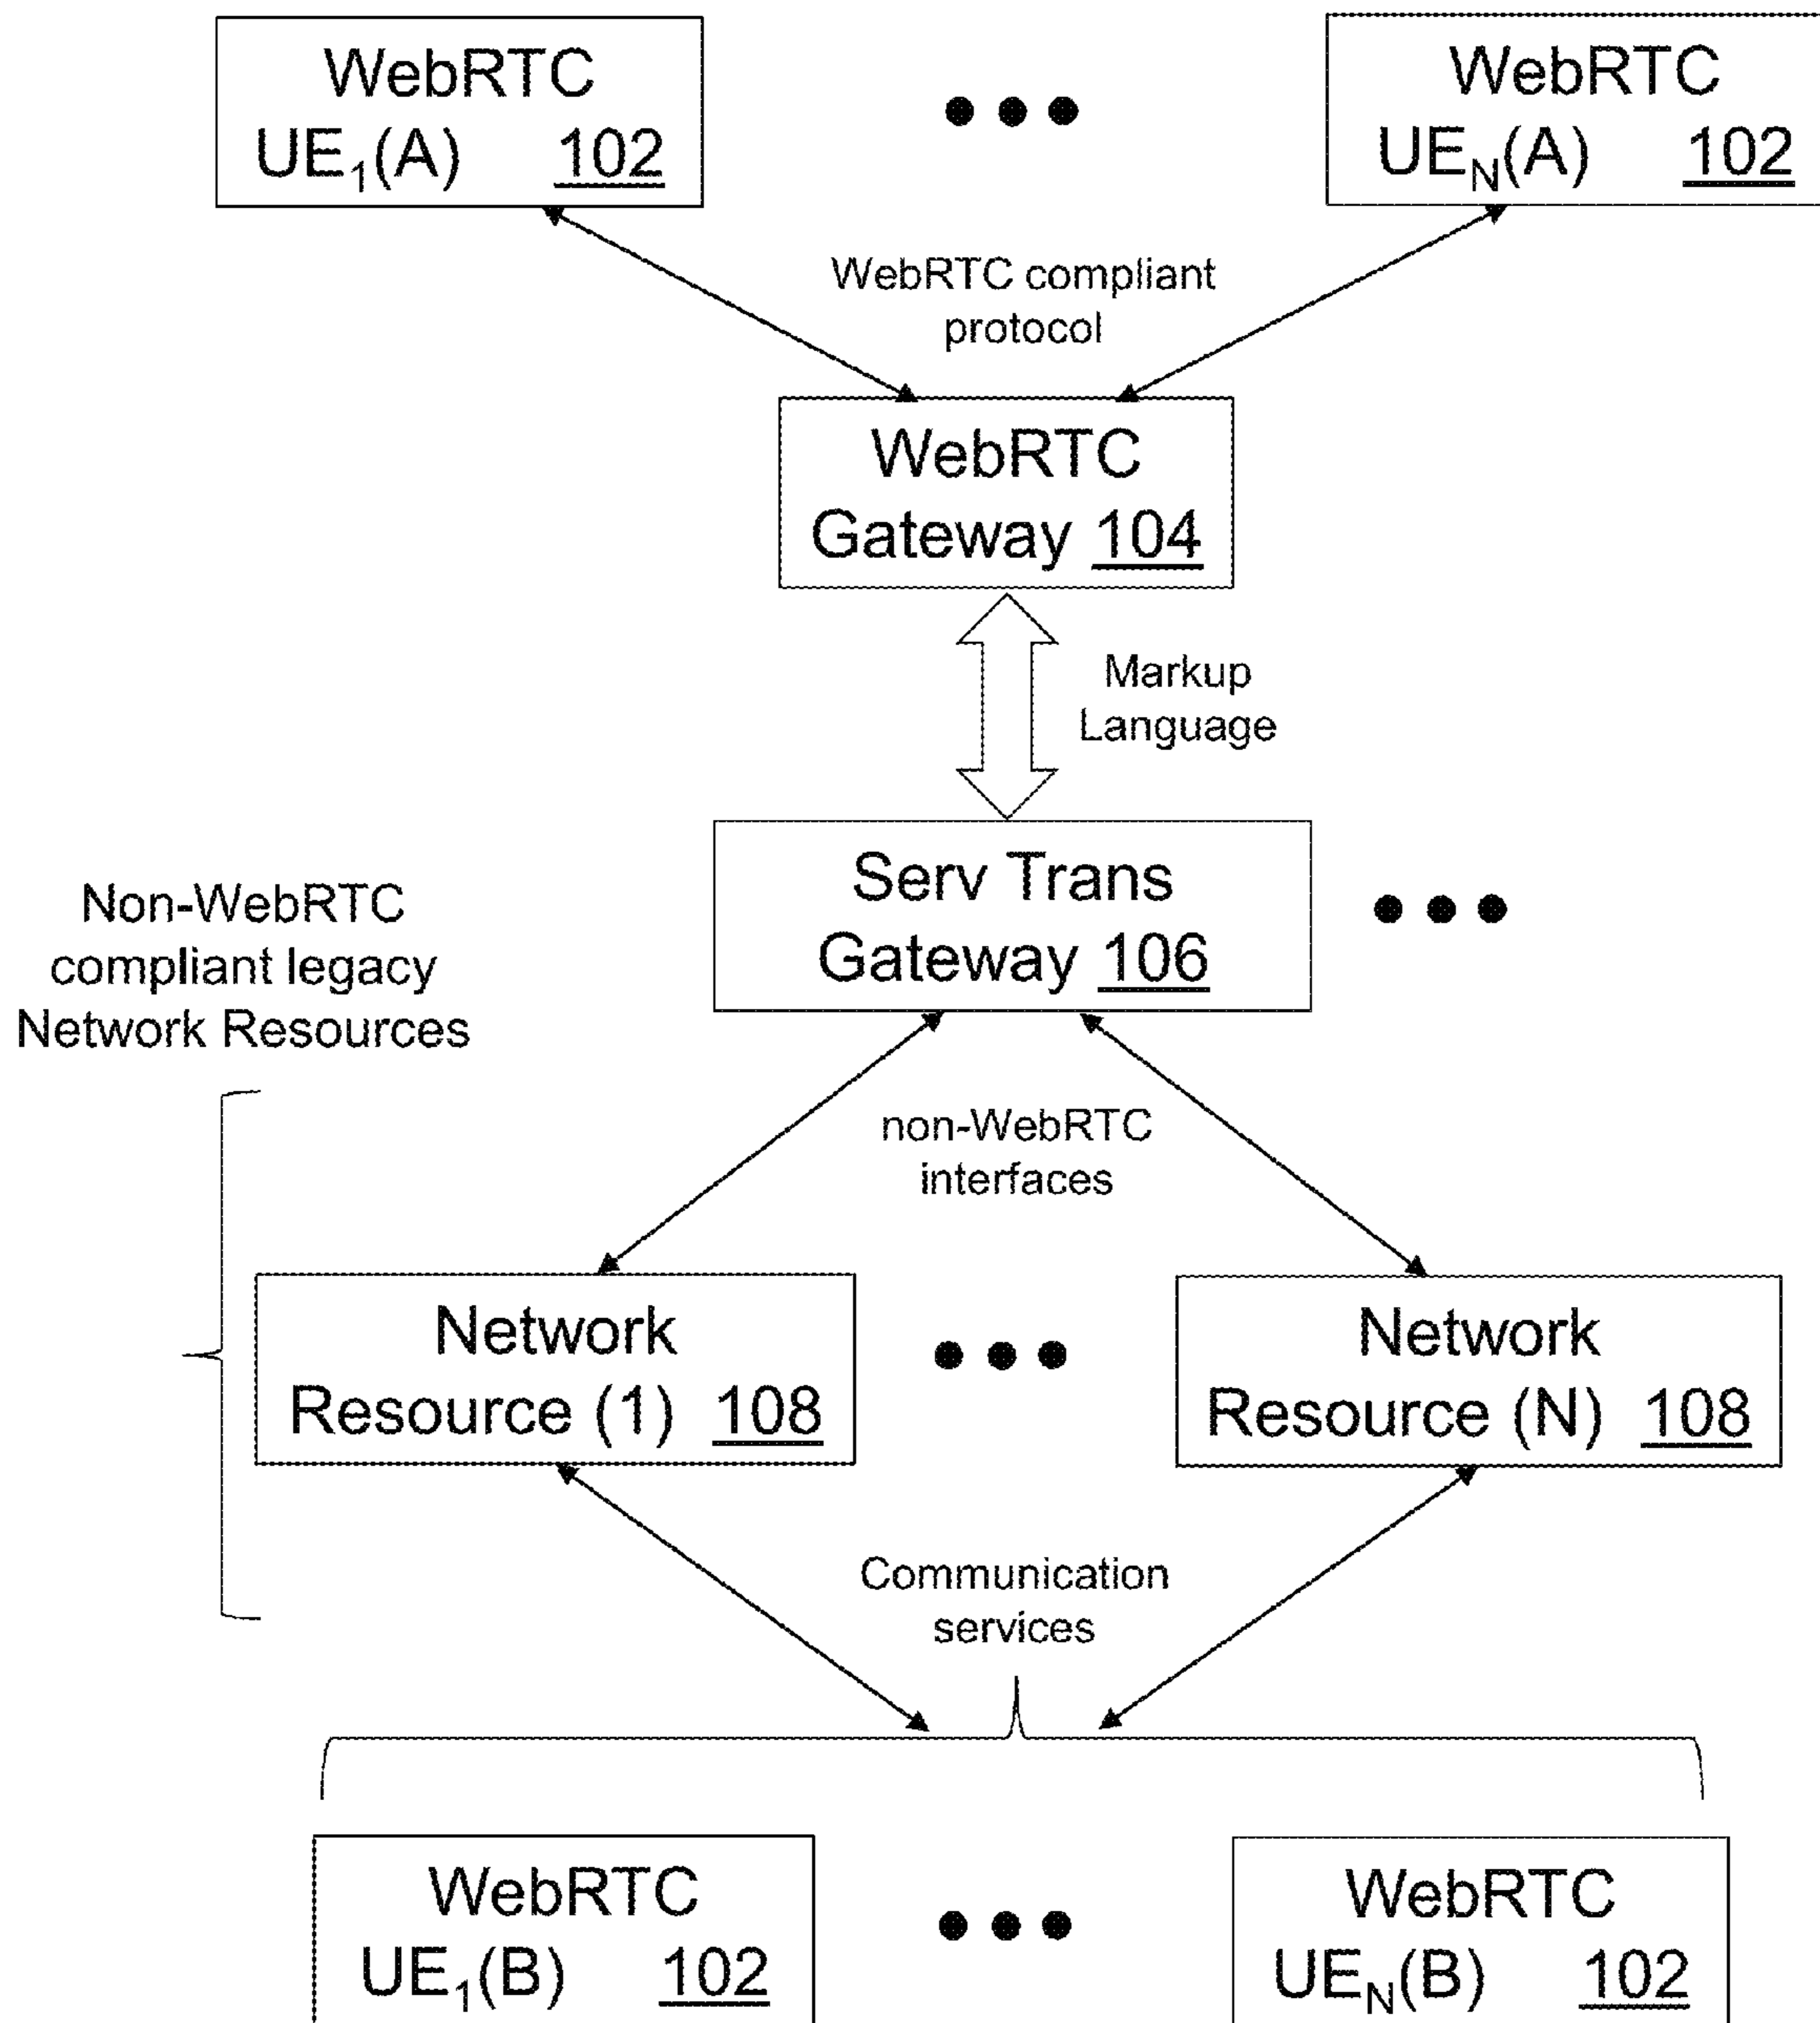 WebRTC
UE₁(A) 102
WebRTC
UE_N(A) 102
WebRTC compliant
protocol
WebRTC
Gateway 104
Markup
Language
Serv Trans
Gateway 106
Non-WebRTC
compliant legacy
Network Resources
non-WebRTC
interfaces
Network
Resource (1) 108
Network
Resource (N) 108
Communication
services
WebRTC
UE₁(B) 102
WebRTC
UE_N(B) 102